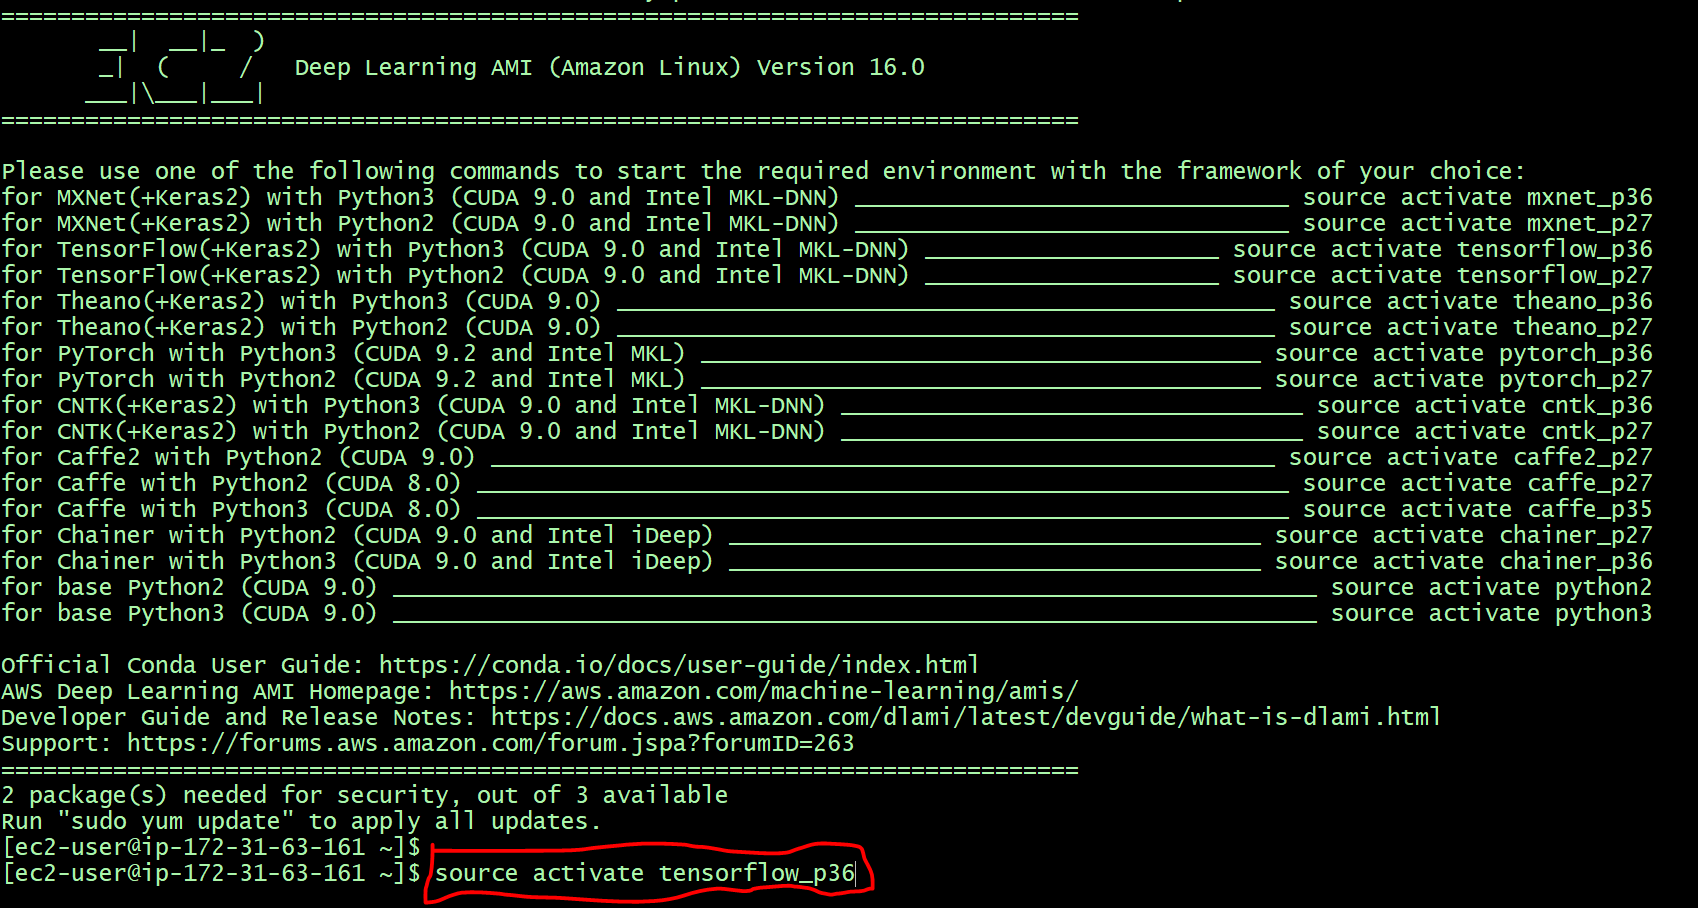 ================================================================================
       __|  __|_  )
       _|  (     /   Deep Learning AMI (Amazon Linux) Version 16.0
      ___|\___|___|
================================================================================
Please use one of the following commands to start the required environment with the framework of your choice:
for MXNet(+Keras2) with Python3 (CUDA 9.0 and Intel MKL-DNN) _______________________________ source activate mxnet_p36
for MXNet(+Keras2) with Python2 (CUDA 9.0 and Intel MKL-DNN) _______________________________ source activate mxnet_p27
for TensorFlow(+Keras2) with Python3 (CUDA 9.0 and Intel MKL-DNN) _____________________ source activate tensorflow_p36
for TensorFlow(+Keras2) with Python2 (CUDA 9.0 and Intel MKL-DNN) _____________________ source activate tensorflow_p27
for Theano(+Keras2) with Python3 (CUDA 9.0) _______________________________________________ source activate theano_p36
for Theano(+Keras2) with Python2 (CUDA 9.0) _______________________________________________ source activate theano_p27
for PyTorch with Python3 (CUDA 9.2 and Intel MKL) ________________________________________ source activate pytorch_p36
for PyTorch with Python2 (CUDA 9.2 and Intel MKL) ________________________________________ source activate pytorch_p27
for CNTK(+Keras2) with Python3 (CUDA 9.0 and Intel MKL-DNN) _________________________________ source activate cntk_p36
for CNTK(+Keras2) with Python2 (CUDA 9.0 and Intel MKL-DNN) _________________________________ source activate cntk_p27
for Caffe2 with Python2 (CUDA 9.0) ________________________________________________________ source activate caffe2_p27
for Caffe with Python2 (CUDA 8.0) __________________________________________________________ source activate caffe_p27
for Caffe with Python3 (CUDA 8.0) __________________________________________________________ source activate caffe_p35
for Chainer with Python2 (CUDA 9.0 and Intel iDeep) ______________________________________ source activate chainer_p27
for Chainer with Python3 (CUDA 9.0 and Intel iDeep) ______________________________________ source activate chainer_p36
for base Python2 (CUDA 9.0) __________________________________________________________________ source activate python2
for base Python3 (CUDA 9.0) __________________________________________________________________ source activate python3
Official Conda User Guide: https://conda.io/docs/user-guide/index.html
AWS Deep Learning AMI Homepage: https://aws.amazon.com/machine-learning/amis/
Developer Guide and Release Notes: https://docs.aws.amazon.com/dlami/latest/devguide/what-is-dlami.html
Support: https://forums.aws.amazon.com/forum.jspa?forumID=263
================================================================================
2 package(s) needed for security, out of 3 available
Run "sudo yum update" to apply all updates.
[ec2-user@ip-172-31-63-161 ~]$
[ec2-user@ip-172-31-63-161 ~]$ source activate tensorflow_p36